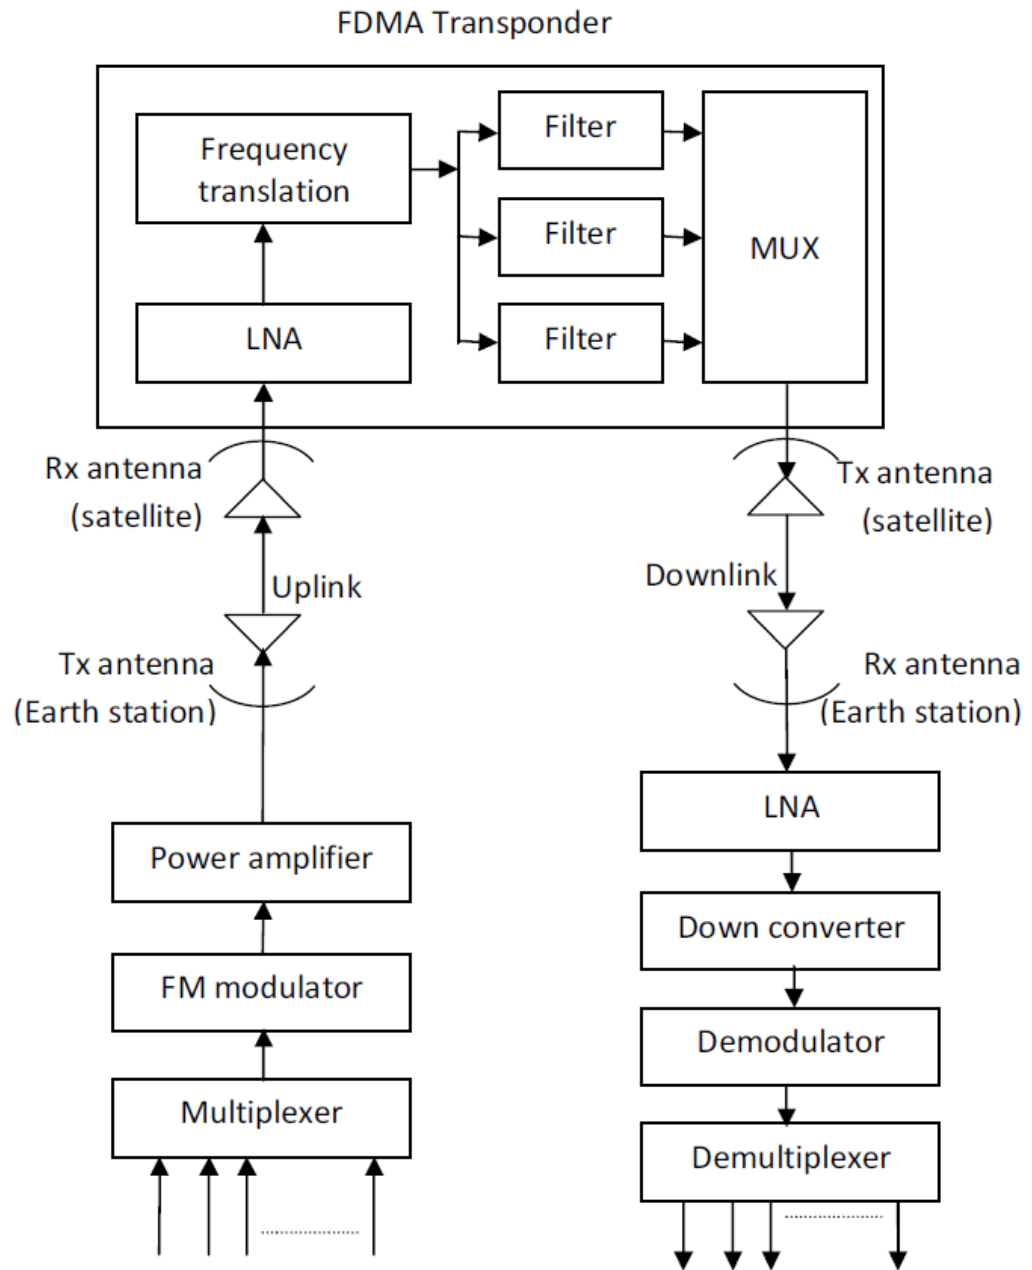 FDMA Transponder
Frequency
translation
Filter
Filter
Filter
MUX
LNA
Rx antenna
(satellite)
Tx antenna
(satellite)
Uplink
Downlink
Tx antenna
(Earth station)
Rx antenna
(Earth station)
Power amplifier
FM modulator
Multiplexer
LNA
Down converter
Demodulator
Demultiplexer